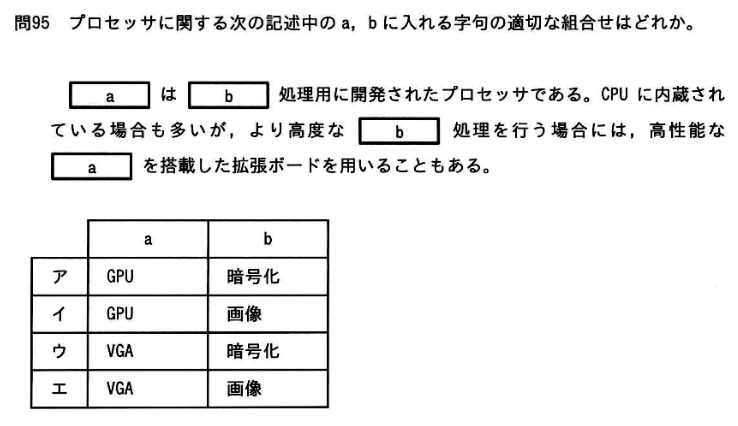 問95 プロセッサに関する次の記述中のa，bに入れる字句の適切な組合せはどれか。
a は b 処理用に開発されたプロセッサである。CPUに内蔵され
ている場合も多いが，より高度な b 処理を行う場合には，高性能な
a を搭載した拡張ボードを用いることもある。
a b
ア GPU 暗号化
イ GPU 画像
ウ VGA 暗号化
エ VGA 画像